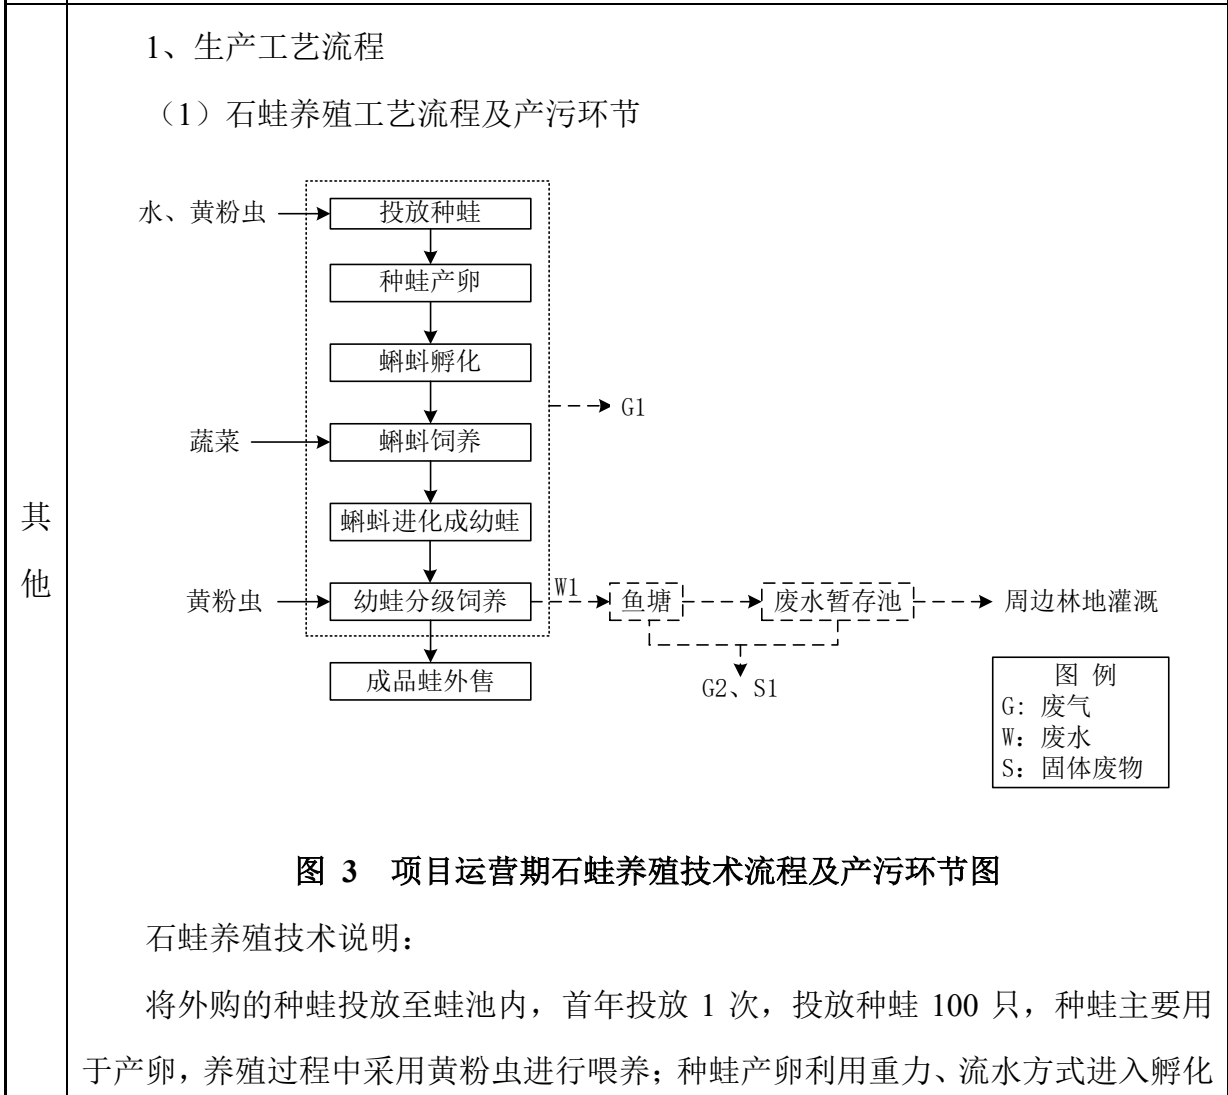 1、生产工艺流程
（1）石蛙养殖工艺流程及产污环节
水、黄粉虫
投放种蛙
种蛙产卵
蝌蚪孵化
G1
蔬菜
蝌蚪饲养
蝌蚪进化成幼蛙
黄粉虫
幼蛙分级饲养
W1
鱼塘
废水暂存池
周边林地灌溉
成品蛙外售
G2、S1
图 例
G: 废气
W：废水
S：固体废物
其
他
图 3 项目运营期石蛙养殖技术流程及产污环节图
石蛙养殖技术说明：
将外购的种蛙投放至蛙池内，首年投放 1 次，投放种蛙 100 只，种蛙主要用
于产卵，养殖过程中采用黄粉虫进行喂养；种蛙产卵利用重力、流水方式进入孵化